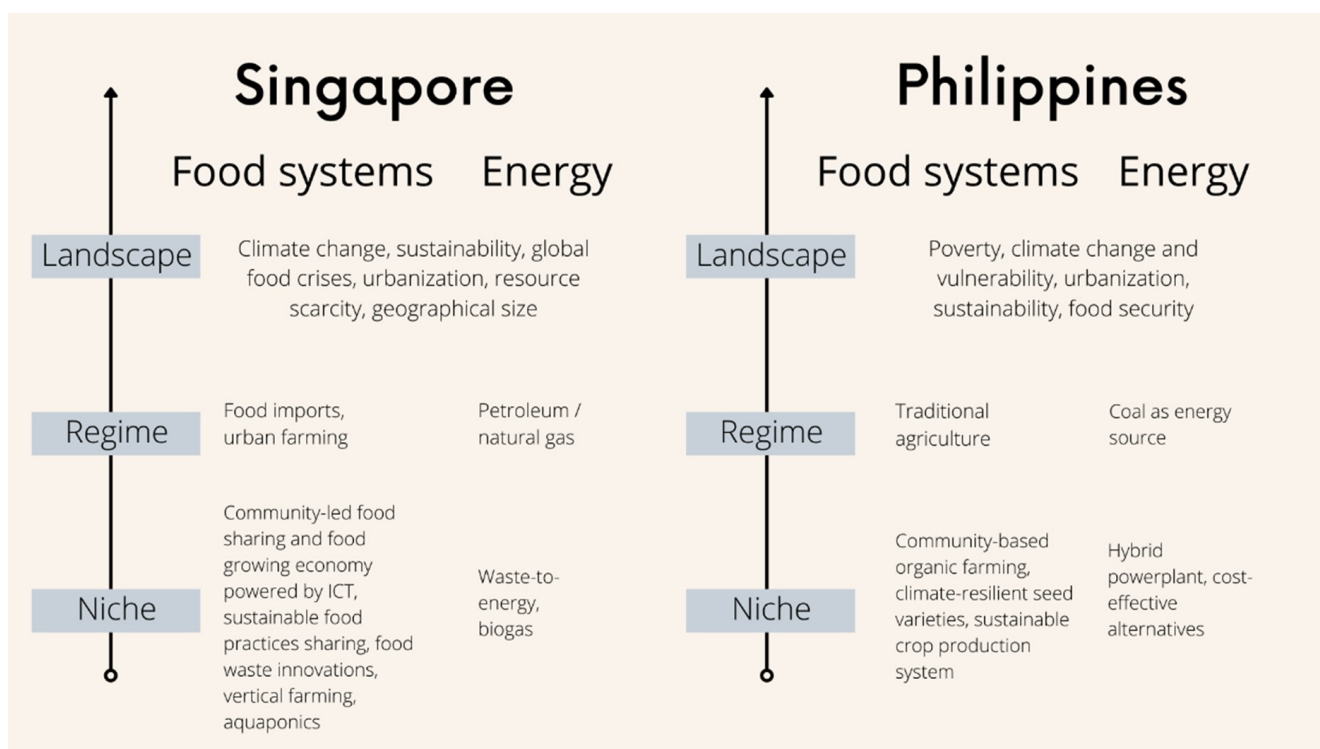 Singapore
Food systems
Energy
Landscape
Climate change, sustainability, global
food crises, urbanization, resource
scarcity, geographical size
Regime
Food imports,
urban farming
Petroleum /
natural gas
Niche
Community-led food
sharing and food
growing economy
powered by ICT,
sustainable food
practices sharing, food
waste innovations,
vertical farming,
aquaponics
Waste-to-
energy,
biogas
Philippines
Food systems
Energy
Landscape
Poverty, climate change and
vulnerability, urbanization,
sustainability, food security
Regime
Traditional
agriculture
Coal as energy
source
Niche
Community-based
organic farming,
climate-resilient seed
varieties, sustainable
crop production
system
Hybrid
powerplant, cost-
effective
alternatives